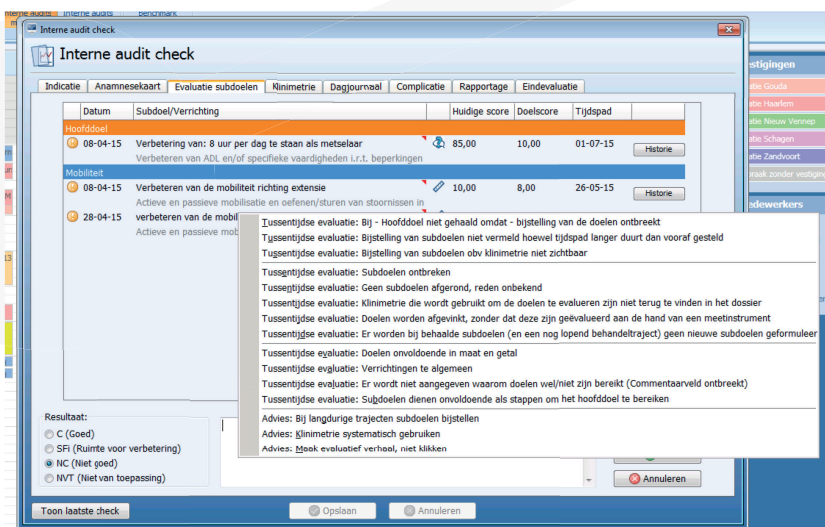 Interne audits Interne audits Benchmark
Interne audit check
Interne audit check
Indicatie Anamnesekaart Evaluatie subdoelen Klinimetrie Dagjournaal Complicatie Rapportage Eindevaluatie
Datum Subdoel/Verrichting Huidige score Doelscore Tijdspad
Hoofddoel
08-04-15 Verbetering van: 8 uur per dag te staan als metselaar 85,00 10,00 01-07-15 Historie
Verbeteren van ADL en/of specifieke vaardigheden i.r.t. beperkingen
Mobiliteit
08-04-15 Verbeteren van de mobiliteit richting extensie 10,00 8,00 26-05-15 Historie
Actieve en passieve mobilisatie en oefenen/sturen van stoornissen in
28-04-15 verbeteren van de mobil
Actieve en passieve mob
Tussentijdse evaluatie: Bij - Hoofddoel niet gehaald omdat - bijstelling van de doelen ontbreekt
Tussentijdse evaluatie: Bijstelling van subdoelen niet vermeld hoewel tijdspad langer duurt dan vooraf gesteld
Tussentijdse evaluatie: Bijstelling van subdoelen obv klinimetrie niet zichtbaar
Tussentijdse evaluatie: Subdoelen ontbreken
Tussentijdse evaluatie: Geen subdoelen afgerond, reden onbekend
Tussentijdse evaluatie: Klinimetrie die wordt gebruikt om de doelen te evalueren zijn niet terug te vinden in het dossier
Tussentijdse evaluatie: Doelen worden afgevinkt, zonder dat deze zijn geëvalueerd aan de hand van een meetinstrument
Tussentijdse evaluatie: Er worden bij behaalde subdoelen (en een nog lopend behandeltraject) geen nieuwe subdoelen geformuleer
Tussentijdse evaluatie: Doelen onvoldoende in maat en getal
Tussentijdse evaluatie: Verrichtingen te algemeen
Tussentijdse evaluatie: Er wordt niet aangegeven waarom doelen wel/niet zijn bereikt (Commentaarveld ontbreekt)
Tussentijdse evaluatie: Subdoelen dienen onvoldoende als stappen om het hoofddoel te bereiken
Advies: Bij langdurige trajecten subdoelen bijstellen
Advies: Klinimetrie systematisch gebruiken
Advies: Maak evaluatief verhaal, niet klikken
Resultaat:
C (Goed)
SFi (Ruimte voor verbetering)
NC (Niet goed)
NVT (Niet van toepassing)
Annuleren
Toon laatste check Opslaan Annuleren
estigingen
atie Gouda
atie Haarlem
atie Nieuw Vennep
atie Schagen
atie Zandvoort
praak zonder vestiging
edewerkers
13